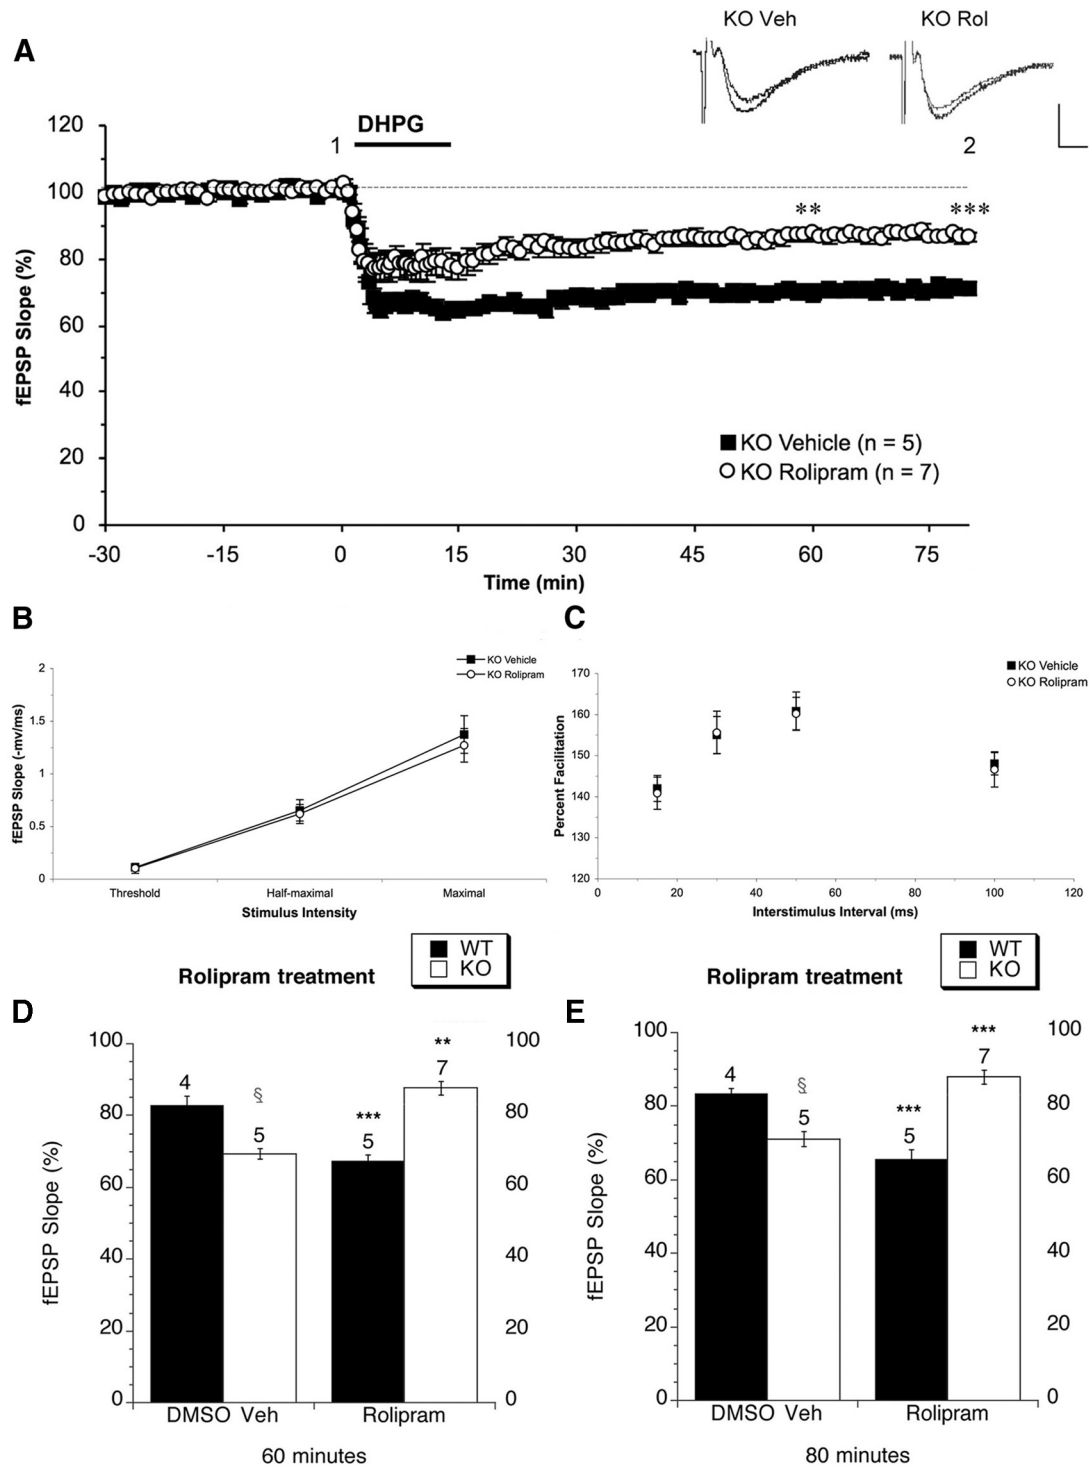 A
KO Veh
KO Rol
120
100
80
60
40
20
0
fEPSP Slope (%)
1
DHPG
2
**
***
KO Vehicle (n = 5)
KO Rolipram (n = 7)
-30 -15 0 15 30 45 60 75
Time (min)
B
KO Vehicle
KO Rolipram
2
1.5
1
0.5
0
fEPSP Slope (-mv/ms)
Threshold Half-maximal Maximal
Stimulus Intensity
C
KO Vehicle
KO Rolipram
170
160
150
140
130
120
Percent Facilitation
0 20 40 60 80 100 120
Interstimulus Interval (ms)
D
Rolipram treatment
WT
KO
100
80
60
40
20
0
fEPSP Slope (%)
4
§
5
***
5
**
7
100
80
60
40
20
0
DMSO Veh Rolipram
60 minutes
E
Rolipram treatment
WT
KO
100
80
60
40
20
0
fEPSP Slope (%)
4
§
5
***
5
***
7
100
80
60
40
20
0
DMSO Veh Rolipram
80 minutes